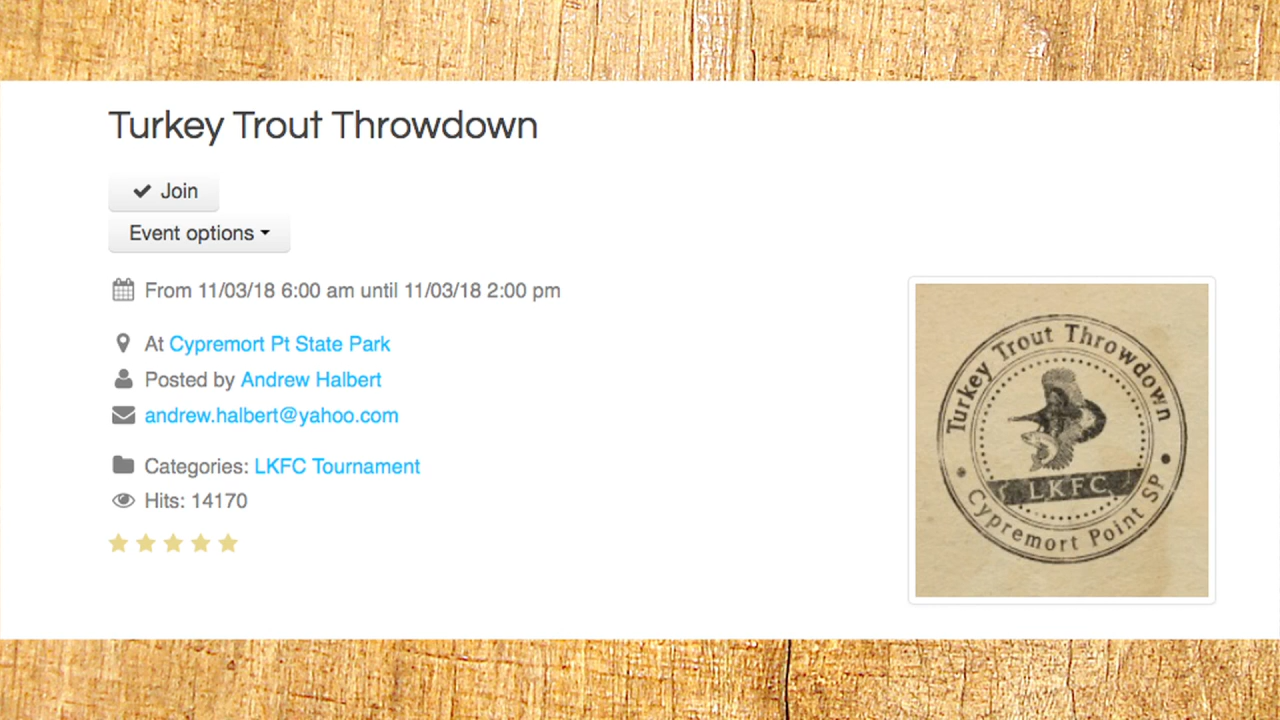 Turkey Trout Throwdown
Join
Event options
From 11/03/18 6:00 am until 11/03/18 2:00 pm
At Cypremort Pt State Park
Posted by Andrew Halbert
andrew.halbert@yahoo.com
Categories: LKFC Tournament
Hits: 14170
Turkey Trout Throwdown
LKFC
Cypremort Point SP